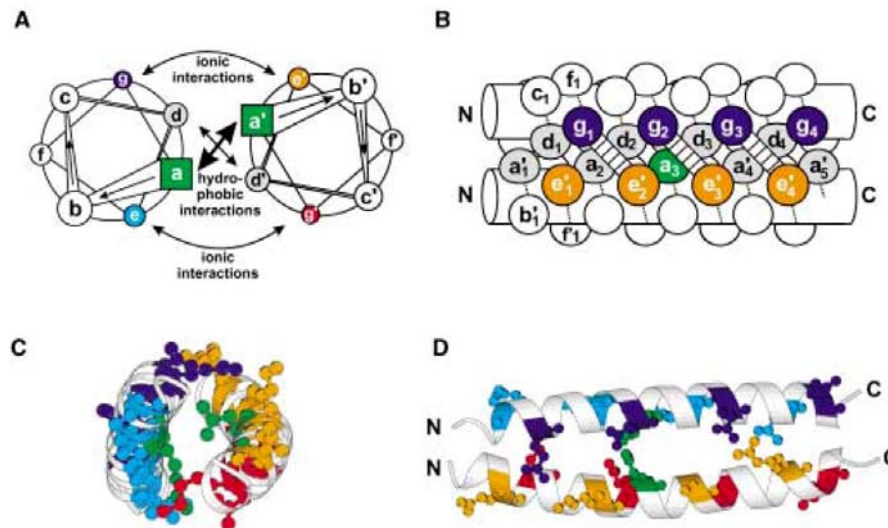 A
ionic
interactions
g
e'
c
b'
d
a'
f
f'
a
hydro-
phobic
interactions
d'
b
c'
e
g'
ionic
interactions
B
f₁
c₁
N
g₁
g₂
g₃
g₄
C
d₁
d₂
d₃
d₄
a'₁
a₂
a₃
a'₄
a'₅
N
e'₁
e'₂
e'₃
e'₄
C
b'₁
f'₁
C
D
N
C
N
C